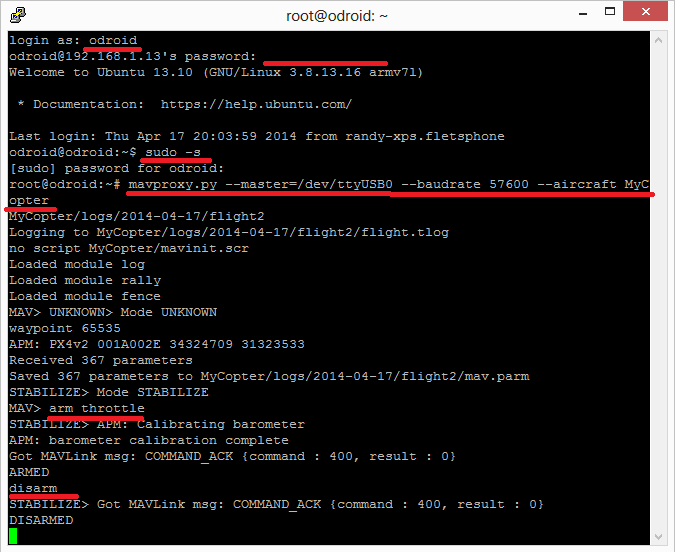 root@odroid: ~
login as: odroid
odroid@192.168.1.13's password:
Welcome to Ubuntu 13.10 (GNU/Linux 3.8.13.16 armv7l)
* Documentation:  https://help.ubuntu.com/
Last login: Thu Apr 17 20:03:59 2014 from randy-xps.fletsphone
odroid@odroid:~$ sudo -s
[sudo] password for odroid:
root@odroid:~# mavproxy.py --master=/dev/ttyUSB0 --baudrate 57600 --aircraft MyC
opter
MyCopter/logs/2014-04-17/flight2
Logging to MyCopter/logs/2014-04-17/flight2/flight.tlog
no script MyCopter/mavinit.scr
Loaded module log
Loaded module rally
Loaded module fence
MAV> UNKNOWN> Mode UNKNOWN
waypoint 65535
APM: PX4v2 001A002E 34324709 31323533
Received 367 parameters
Saved 367 parameters to MyCopter/logs/2014-04-17/flight2/mav.parm
STABILIZE> Mode STABILIZE
MAV> arm throttle
STABILIZE> APM: Calibrating barometer
APM: barometer calibration complete
Got MAVLink msg: COMMAND_ACK {command : 400, result : 0}
ARMED
disarm
STABILIZE> Got MAVLink msg: COMMAND_ACK {command : 400, result : 0}
DISARMED